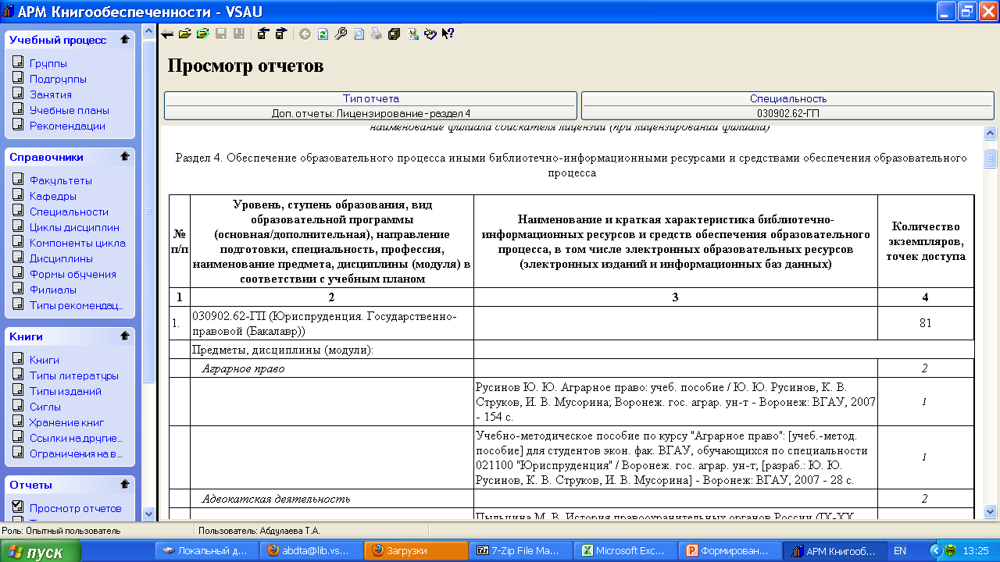 АРМ Книгообеспеченности - VSAU
Учебный процесс
Группы
Подгруппы
Занятия
Учебные планы
Рекомендации
Справочники
Факультеты
Кафедры
Специальности
Циклы дисциплин
Компоненты цикла
Дисциплины
Формы обучения
Филиалы
Типы рекомендац...
Книги
Книги
Типы литературы
Типы изданий
Сиглы
Хранение книг
Ссылки на другие...
Ограничения на в...
Отчеты
Просмотр отчетов
Просмотр отчетов
Тип отчета
Доп. отчеты: Лицензирование - раздел 4
Специальность
030902.62-ГП
наименование филиала соискателя лицензии (при лицензировании филиала)
Раздел 4. Обеспечение образовательного процесса иными библиотечно-информационными ресурсами и средствами обеспечения образовательного
процесса
№
п/п
Уровень, ступень образования, вид
образовательной программы
(основная/дополнительная), направление
подготовки, специальность, профессия,
наименование предмета, дисциплины (модуля) в
соответствии с учебным планом
Наименование и краткая характеристика библиотечно-
информационных ресурсов и средств обеспечения образовательного
процесса, в том числе электронных образовательных ресурсов
(электронных изданий и информационных баз данных)
Количество
экземпляров,
точек доступа
1 2 3 4
1.
030902.62-ГП (Юриспруденция. Государственно-
правовой (Бакалавр))
81
Предметы, дисциплины (модули):
Аграрное право 2
Русинов Ю. Ю. Аграрное право: учеб. пособие / Ю. Ю. Русинов, К. В.
Струков, И. В. Мусорина; Воронеж. гос. аграр. ун-т - Воронеж: ВГАУ, 2007
- 154 с.
1
Учебно-методическое пособие по курсу "Аграрное право": [учеб.-метод.
пособие] для студентов экон. фак. ВГАУ, обучающихся по специальности
021100 "Юриспруденция" / Воронеж. гос. аграр. ун-т; [разраб.: Ю. Ю.
Русинов, К. В. Струков, И. В. Мусорина] - Воронеж: ВГАУ, 2007 - 28 с.
1
Адвокатская деятельность 2
Пыльцина М. В. История правоохранительных органов России (IX-XX
Роль: Опытный пользователь Пользователь: Абдулаева Т.А.
пуск Локальный д... abdta@lib.vs... Загрузки 7-Zip File Ma... Microsoft Exc... Формирован... АРМ Книгооб... EN 13:25